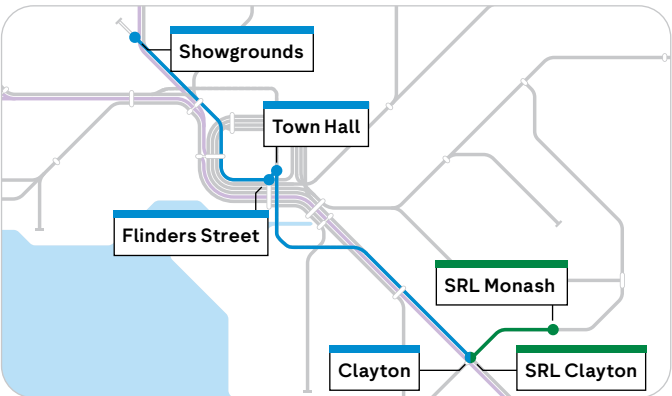 Showgrounds
Town Hall
Flinders Street
SRL Monash
Clayton
SRL Clayton